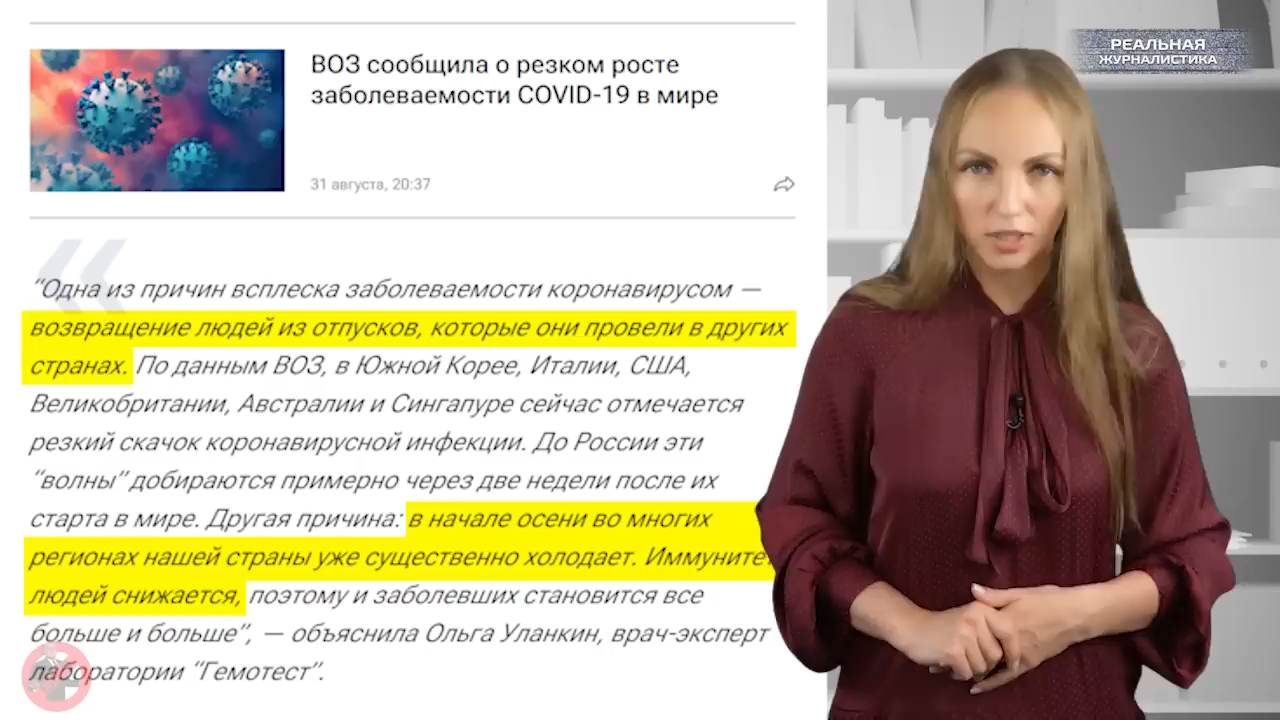 РЕАЛЬНАЯ
ЖУРНАЛИСТИКА
ВОЗ сообщила о резком росте
заболеваемости COVID-19 в мире
31 августа, 20:37
“Одна из причин всплеска заболеваемости коронавирусом —
возвращение людей из отпусков, которые они провели в других
странах. По данным ВОЗ, в Южной Корее, Италии, США,
Великобритании, Австралии и Сингапуре сейчас отмечается
резкий скачок коронавирусной инфекции. До России эти
“волны” добираются примерно через две недели после их
старта в мире. Другая причина: в начале осени во многих
регионах нашей страны уже существенно холодает. Иммунитет
людей снижается, поэтому и заболевших становится все
больше и больше”, — объяснила Ольга Уланкин, врач-эксперт
лаборатории “Гемотест”.